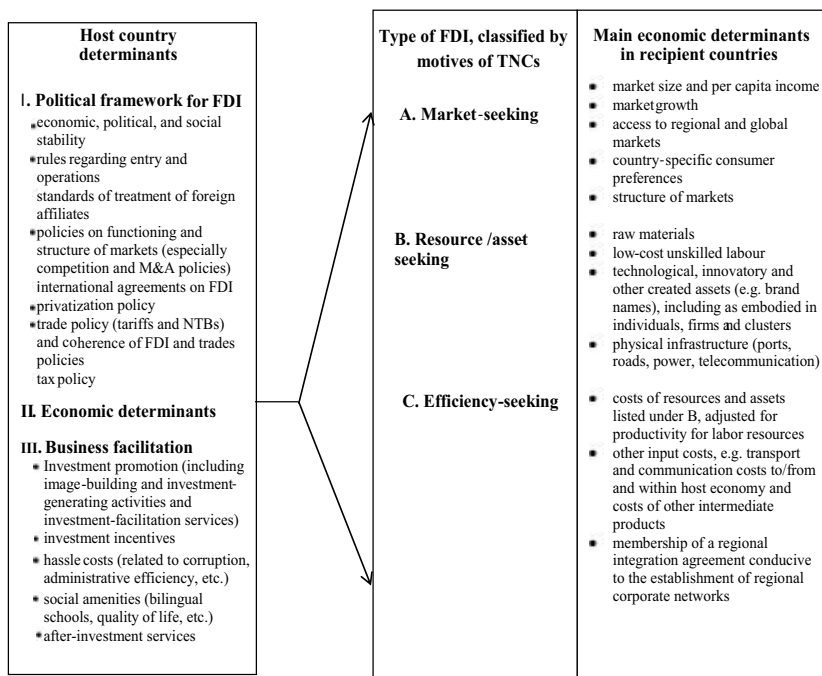 Host country
determinants
I. Political framework for FDI
economic, political, and social
stability
rules regarding entry and
operations
standards of treatment of foreign
affiliates
policies on functioning and
structure of markets (especially
competition and M&A policies)
international agreements on FDI
privatization policy
trade policy (tariffs and NTBs)
and coherence of FDI and trades
policies
tax policy
II. Economic determinants
III. Business facilitation
Investment promotion (including
image-building and investment-
generating activities and
investment-facilitation services)
investment incentives
hassle costs (related to corruption,
administrative efficiency, etc.)
social amenities (bilingual
schools, quality of life, etc.)
after-investment services
Type of FDI, classified by
motives of TNCs
A. Market-seeking
B. Resource /asset
seeking
C. Efficiency-seeking
Main economic determinants
in recipient countries
market size and per capita income
market growth
access to regional and global
markets
country-specific consumer
preferences
structure of markets
raw materials
low-cost unskilled labour
technological, innovatory and
other created assets (e.g. brand
names), including as embodied in
individuals, firms and clusters
physical infrastructure (ports,
roads, power, telecommunication)
costs of resources and assets
listed under B, adjusted for
productivity for labor resources
other input costs, e.g. transport
and communication costs to/from
and within host economy and
costs of other intermediate
products
membership of a regional
integration agreement conducive
to the establishment of regional
corporate networks